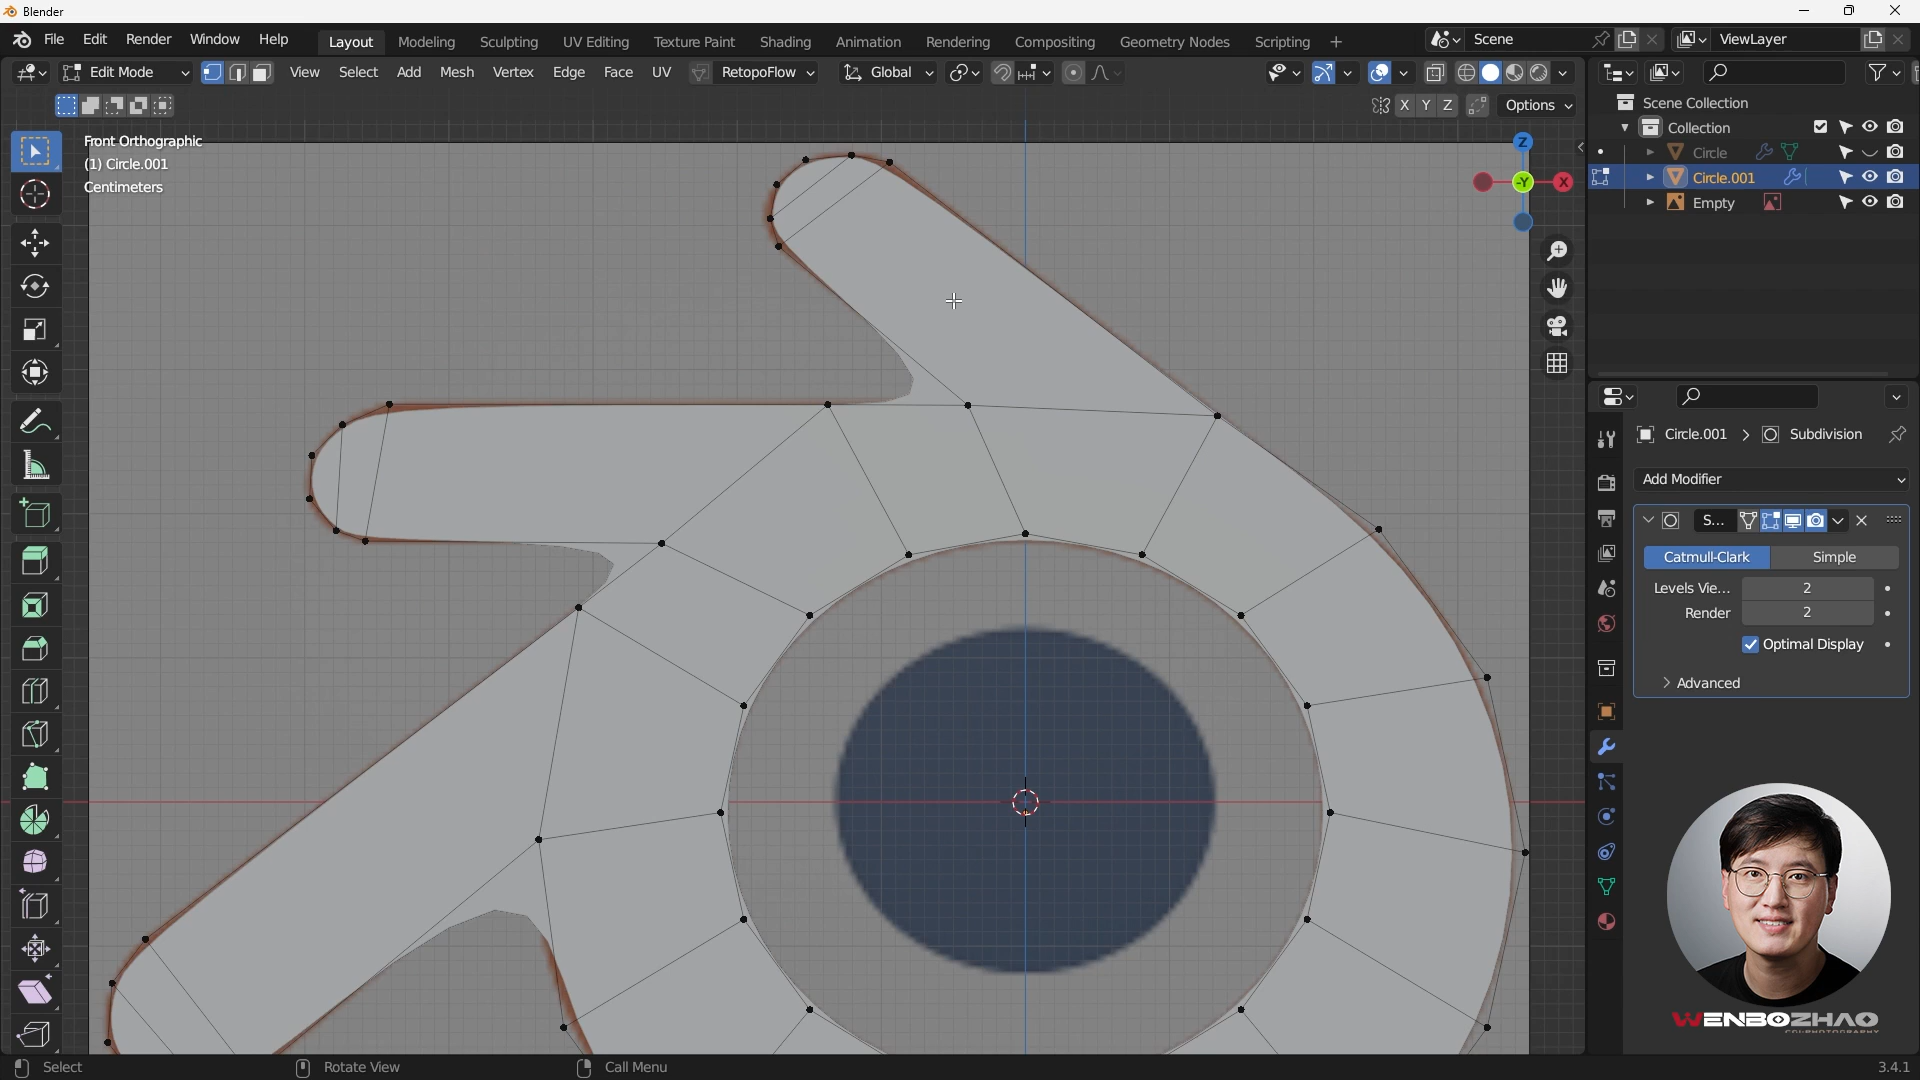 Blender
File Edit Render Window Help Layout Modeling Sculpting UV Editing Texture Paint Shading Animation Rendering Compositing Geometry Nodes Scripting + Scene ViewLayer
Edit Mode View Select Add Mesh Vertex Edge Face UV RetopoFlow Global
X Y Z Options
Front Orthographic
(1) Circle.001
Centimeters
Z
-Y X
Scene Collection
Collection
Circle
Circle.001
Empty
Circle.001 > Subdivision
Add Modifier
S...
Catmull-Clark Simple
Levels Vie... 2
Render 2
Optimal Display
Advanced
WENBOZHAO
Select Rotate View Call Menu 3.4.1